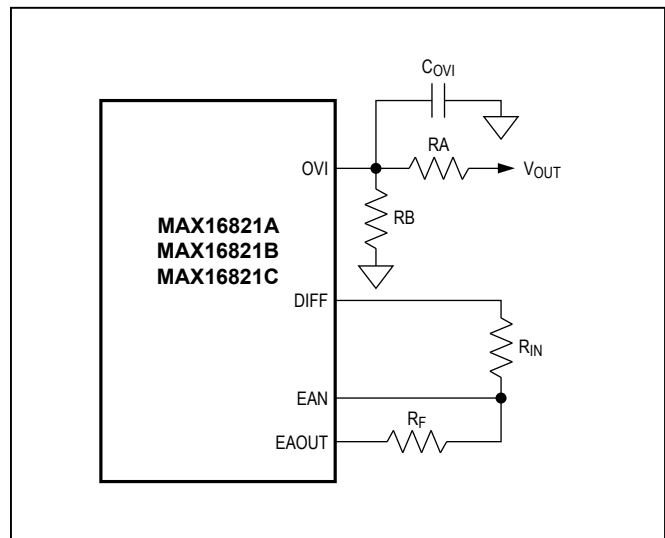 C_OVI
RA
OVI
V_OUT
RB
MAX16821A
MAX16821B
MAX16821C
DIFF
R_IN
EAN
R_F
EAOUT